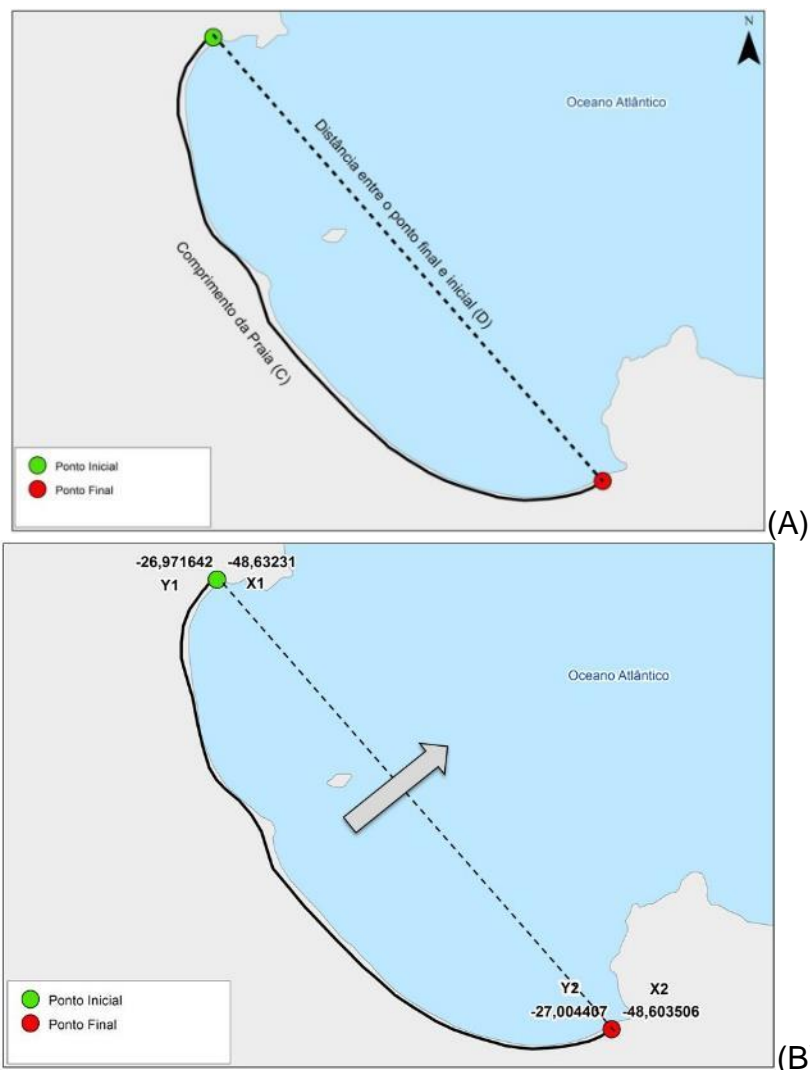 N
Oceano Atlântico
Distância entre o ponto final e inicial (D)
Comprimento da Praia (C)
Ponto Inicial
Ponto Final
(A)
-26,971642 -48,63231
Y1 X1
Oceano Atlântico
Y2 X2
-27,004407 -48,603506
Ponto Inicial
Ponto Final
(B